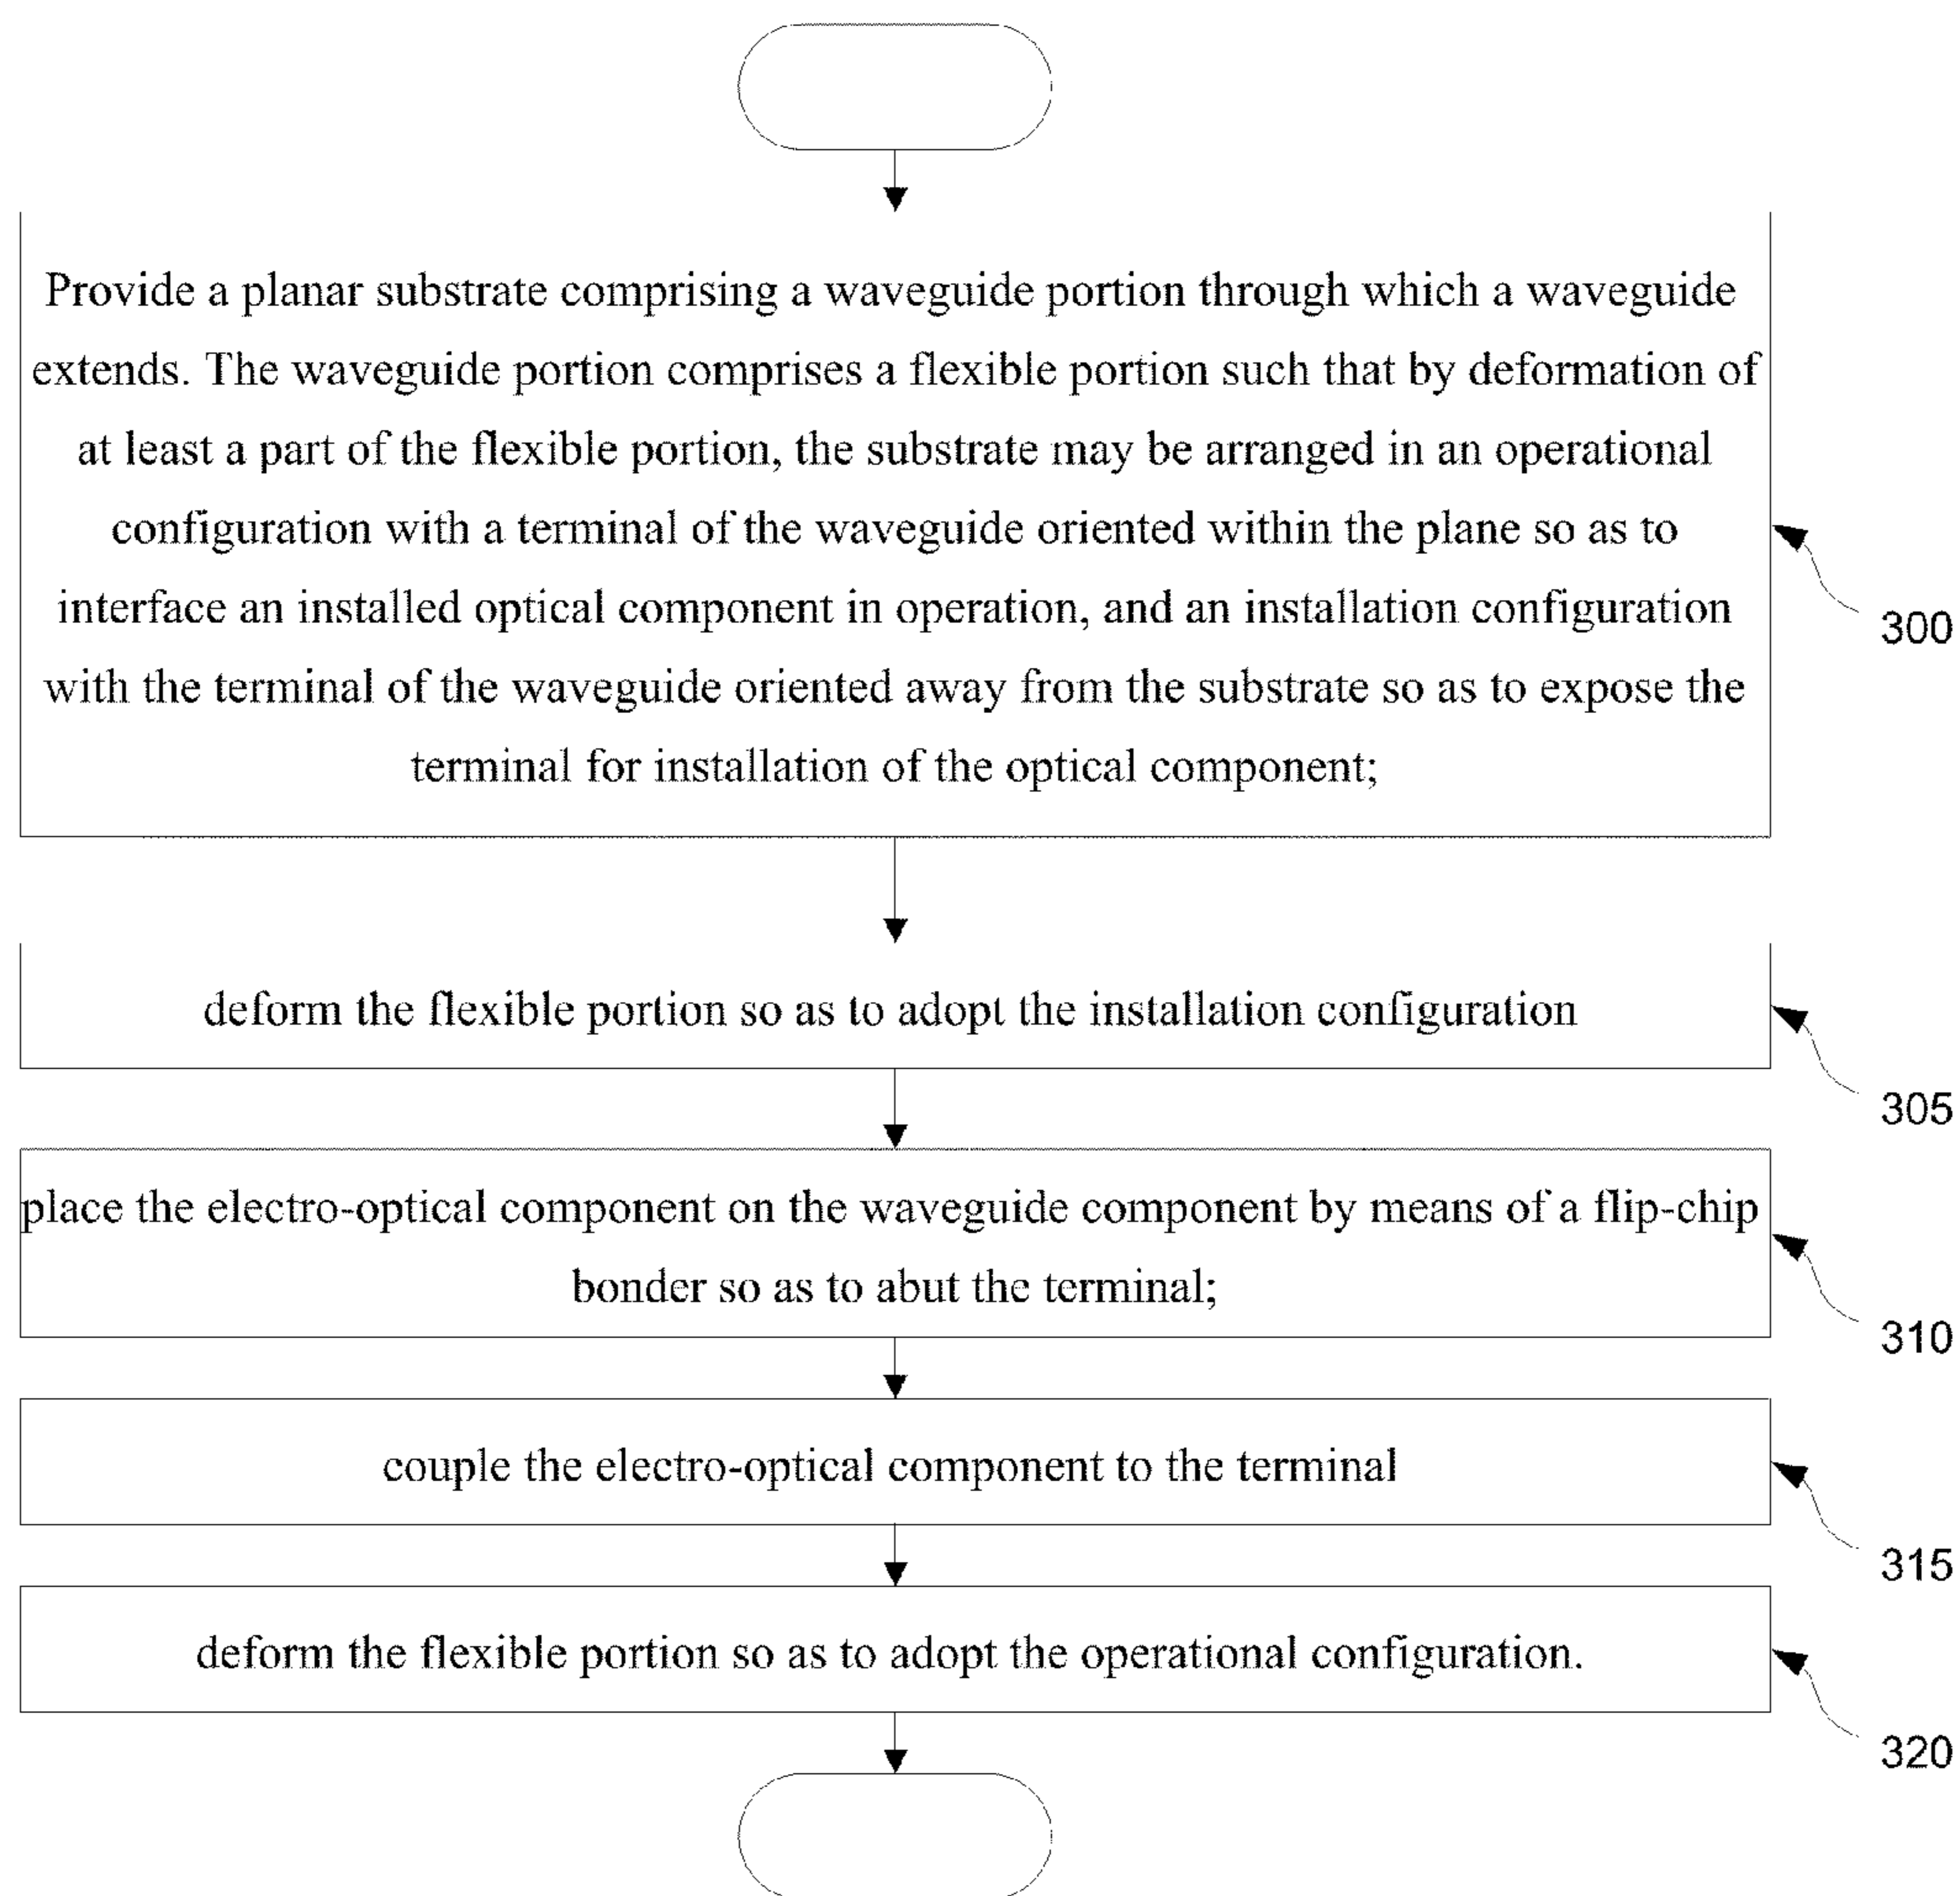 Provide a planar substrate comprising a waveguide portion through which a waveguide
extends. The waveguide portion comprises a flexible portion such that by deformation of
at least a part of the flexible portion, the substrate may be arranged in an operational
configuration with a terminal of the waveguide oriented within the plane so as to
interface an installed optical component in operation, and an installation configuration
with the terminal of the waveguide oriented away from the substrate so as to expose the
terminal for installation of the optical component;
300
deform the flexible portion so as to adopt the installation configuration
305
place the electro-optical component on the waveguide component by means of a flip-chip
bonder so as to abut the terminal;
310
couple the electro-optical component to the terminal
315
deform the flexible portion so as to adopt the operational configuration.
320